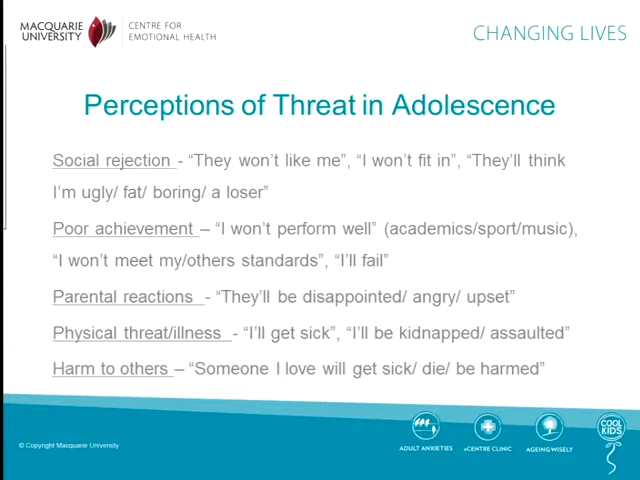 MACQUARIE
UNIVERSITY
CENTRE FOR
EMOTIONAL HEALTH
CHANGING LIVES
Perceptions of Threat in Adolescence
Social rejection - “They won’t like me”, “I won’t fit in”, “They’ll think
I’m ugly/ fat/ boring/ a loser”
Poor achievement – “I won’t perform well” (academics/sport/music),
“I won’t meet my/others standards”, “I’ll fail”
Parental reactions - “They’ll be disappointed/ angry/ upset”
Physical threat/illness - “I’ll get sick”, “I’ll be kidnapped/ assaulted”
Harm to others – “Someone I love will get sick/ die/ be harmed”
© Copyright Macquarie University
ADULT ANXIETIES
eCENTRE CLINIC
AGEING WISELY
COOL
KIDS